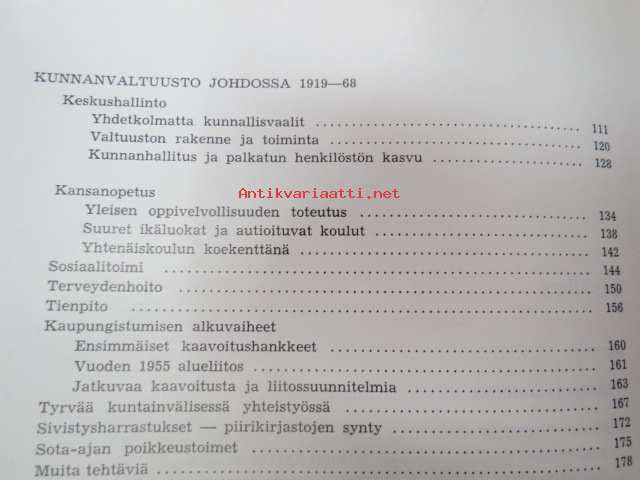 KUNNANVALTUUSTO JOHDOSSA 1919—68
Keskushallinto
Yhdetkolmatta kunnallisvaalit 111
Valtuuston rakenne ja toiminta 120
Kunnanhallitus ja palkatun henkilöstön kasvu 128
Antikvariaatti.net
Kansanopetus
Yleisen oppivelvollisuuden toteutus 134
Suuret ikäluokat ja autioituvat koulut 138
Yhtenäiskoulun koekenttänä 142
Sosiaalitoimi 144
Terveydenhoito 150
Tienpito 156
Kaupungistumisen alkuvaiheet
Ensimmäiset kaavoitushankkeet 160
Vuoden 1955 alueliitos 161
Jatkuvaa kaavoitusta ja liitossuunnitelmia 163
Tyrvää kuntainvälisessä yhteistyössä 167
Sivistysharrastukset — piirikirjastojen synty 172
Sota-ajan poikkeustoimet 175
Muita tehtäviä 178